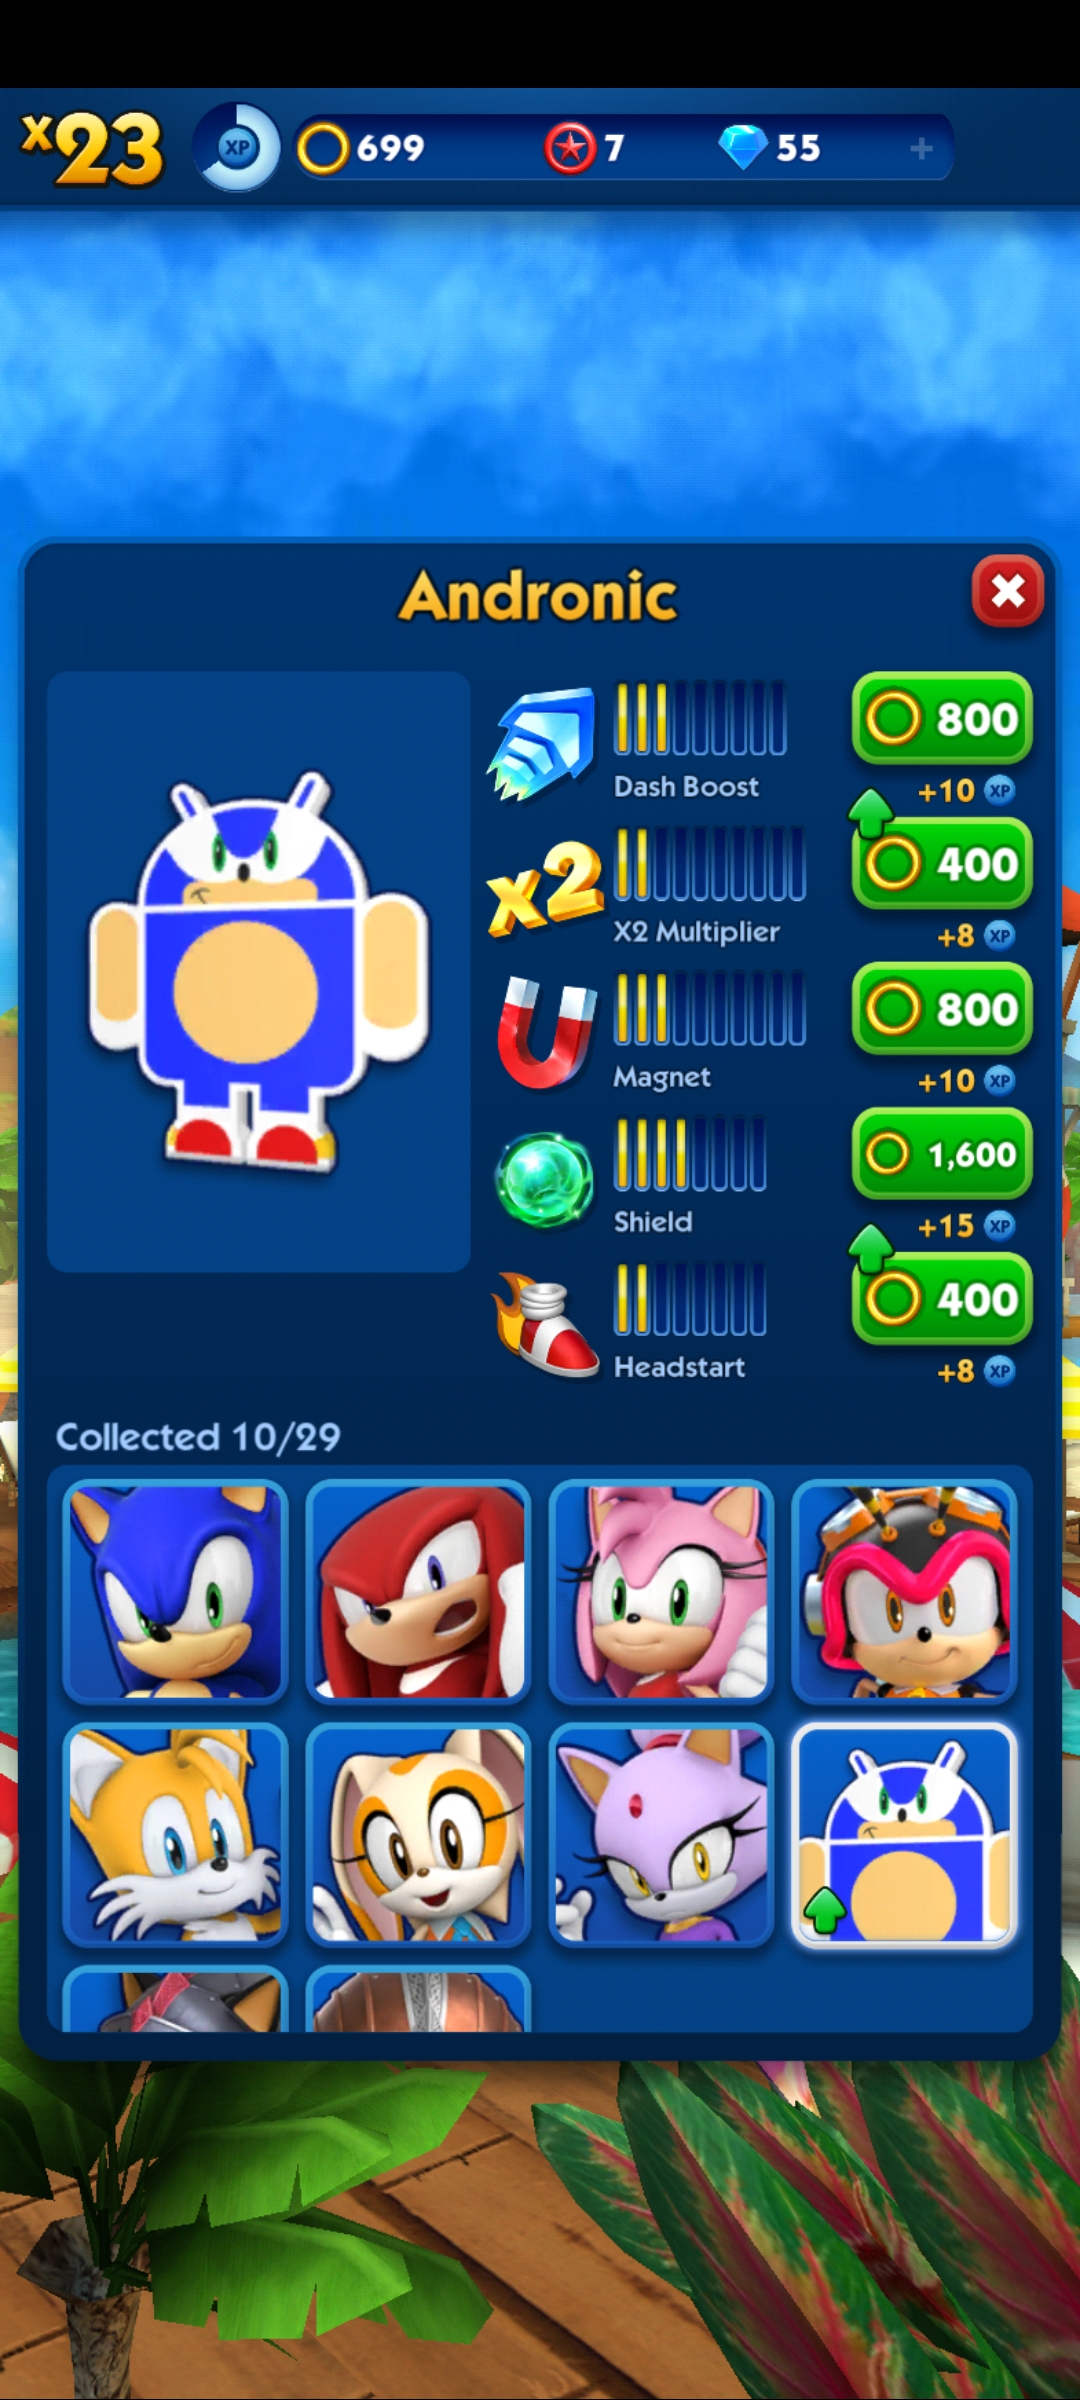 x23 XP 699 7 55 +
Andronic
800
Dash Boost
+10 XP
x2
400
X2 Multiplier
+8 XP
800
Magnet
+10 XP
1,600
Shield
+15 XP
400
Headstart
+8 XP
Collected 10/29